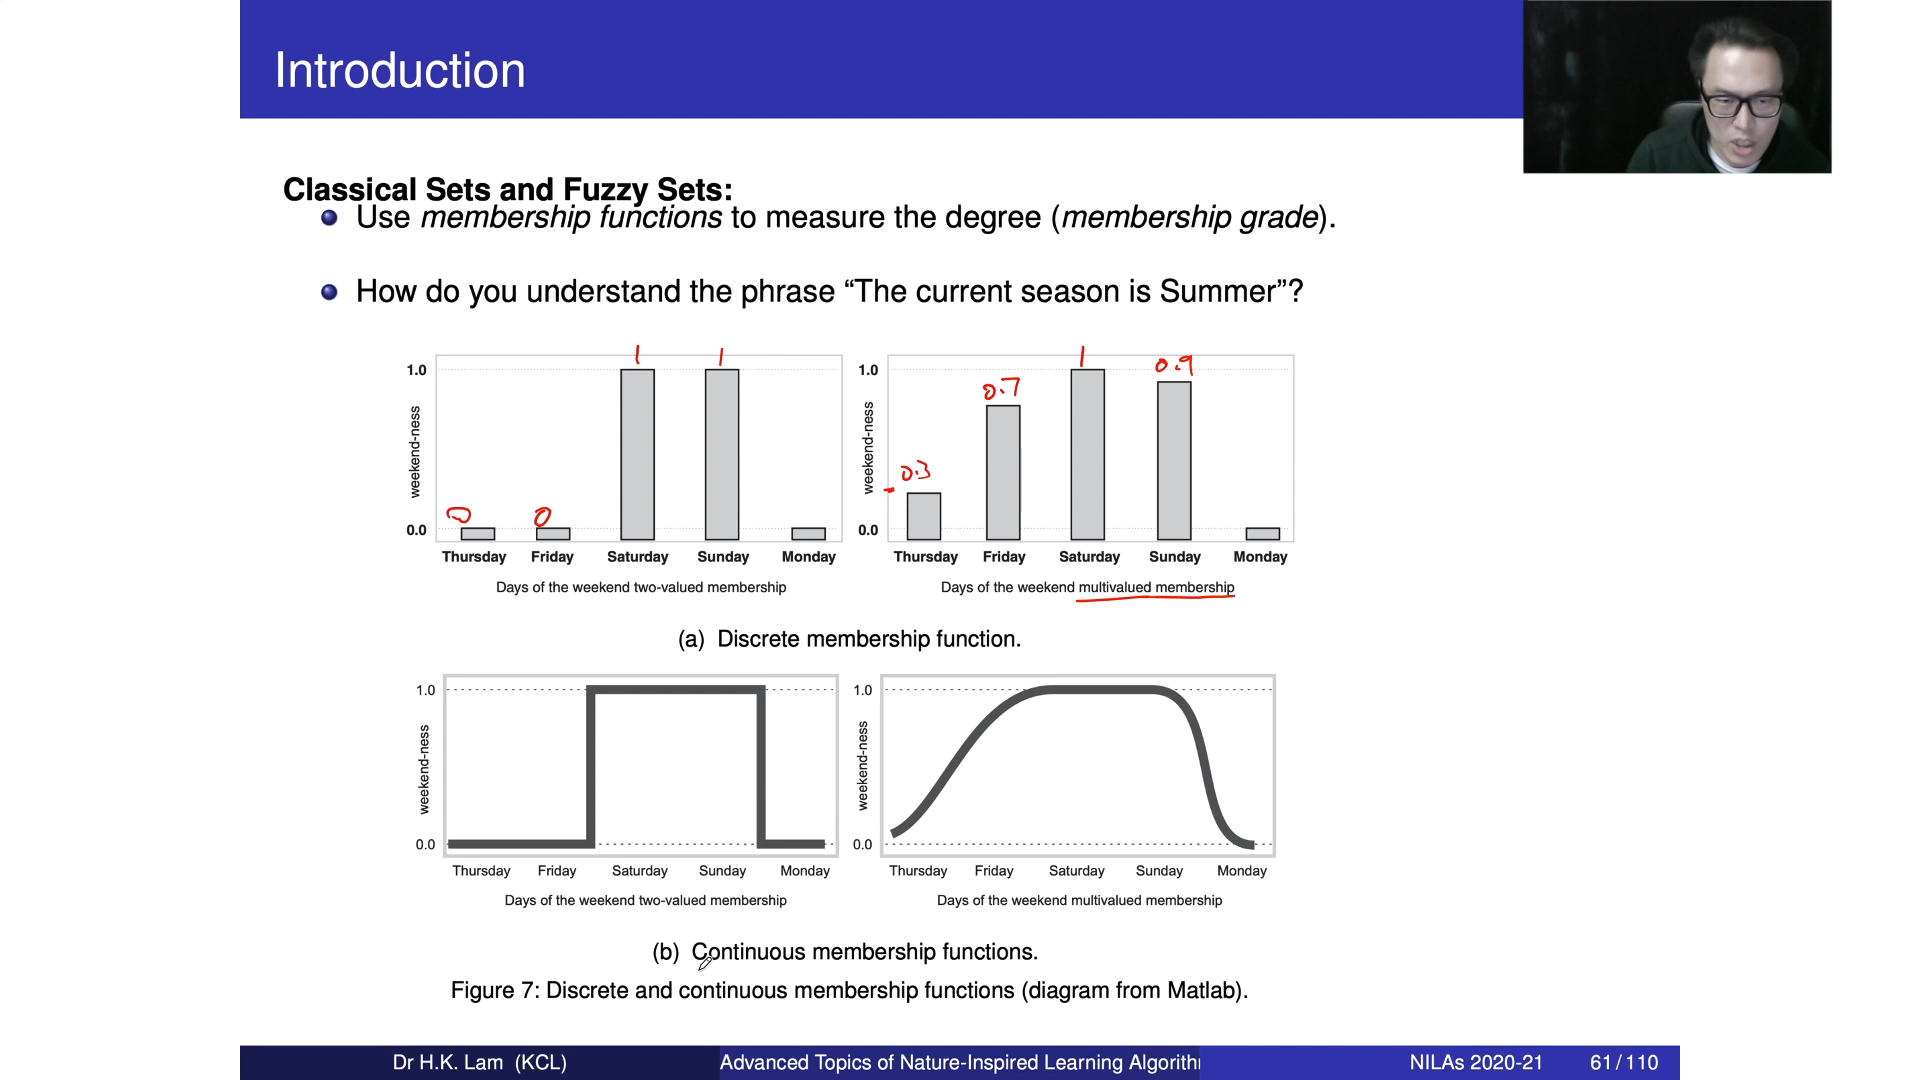 Introduction
Classical Sets and Fuzzy Sets:
Use membership functions to measure the degree (membership grade).
How do you understand the phrase “The current season is Summer”?
1 1
1.0
weekend-ness
0 0
0.0
Thursday Friday Saturday Sunday Monday
Days of the weekend two-valued membership
1 0.9
1.0
0.7
weekend-ness
0.3
0.0
Thursday Friday Saturday Sunday Monday
Days of the weekend multivalued membership
(a) Discrete membership function.
1.0
weekend-ness
0.0
Thursday Friday Saturday Sunday Monday
Days of the weekend two-valued membership
1.0
weekend-ness
0.0
Thursday Friday Saturday Sunday Monday
Days of the weekend multivalued membership
(b) Continuous membership functions.
Figure 7: Discrete and continuous membership functions (diagram from Matlab).
Dr H.K. Lam (KCL) Advanced Topics of Nature-Inspired Learning Algorith NILAs 2020-21 61/110